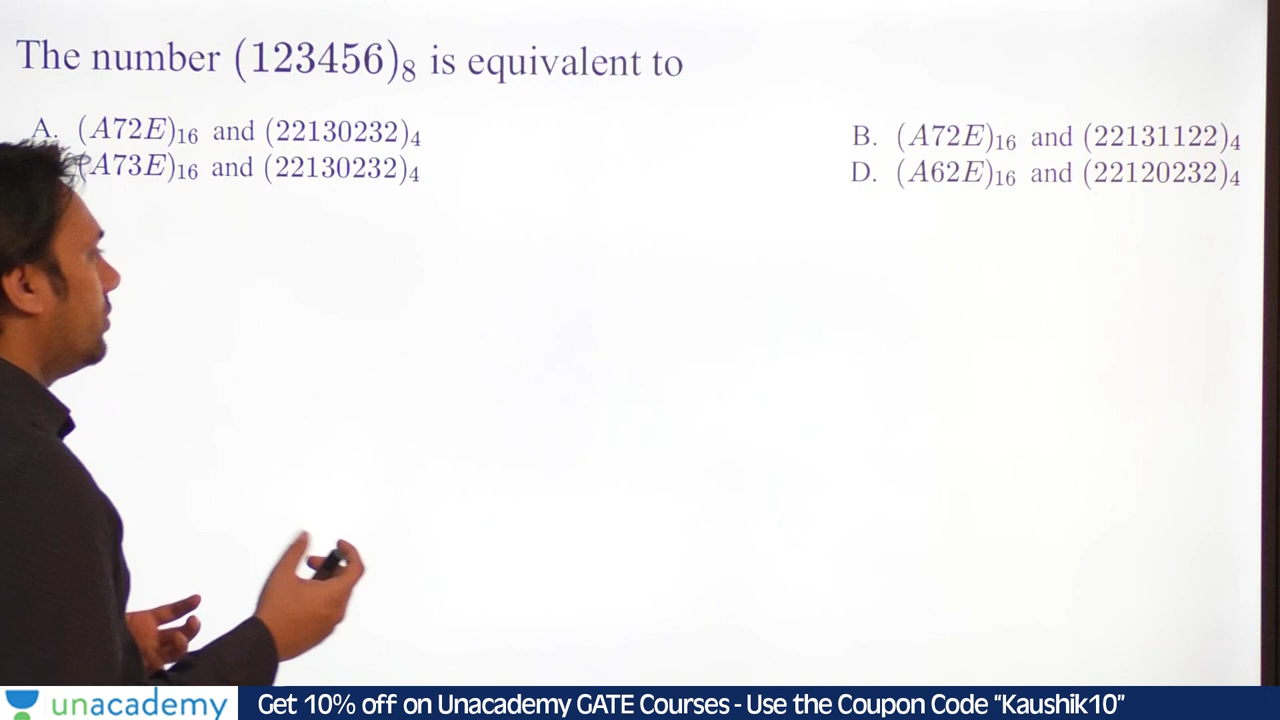 The number (123456)₈ is equivalent to
A. (A72E)₁₆ and (22130232)₄
B. (A72E)₁₆ and (22131122)₄
(A73E)₁₆ and (22130232)₄
D. (A62E)₁₆ and (22120232)₄
unacademy
Get 10% off on Unacademy GATE Courses - Use the Coupon Code “Kaushik10”